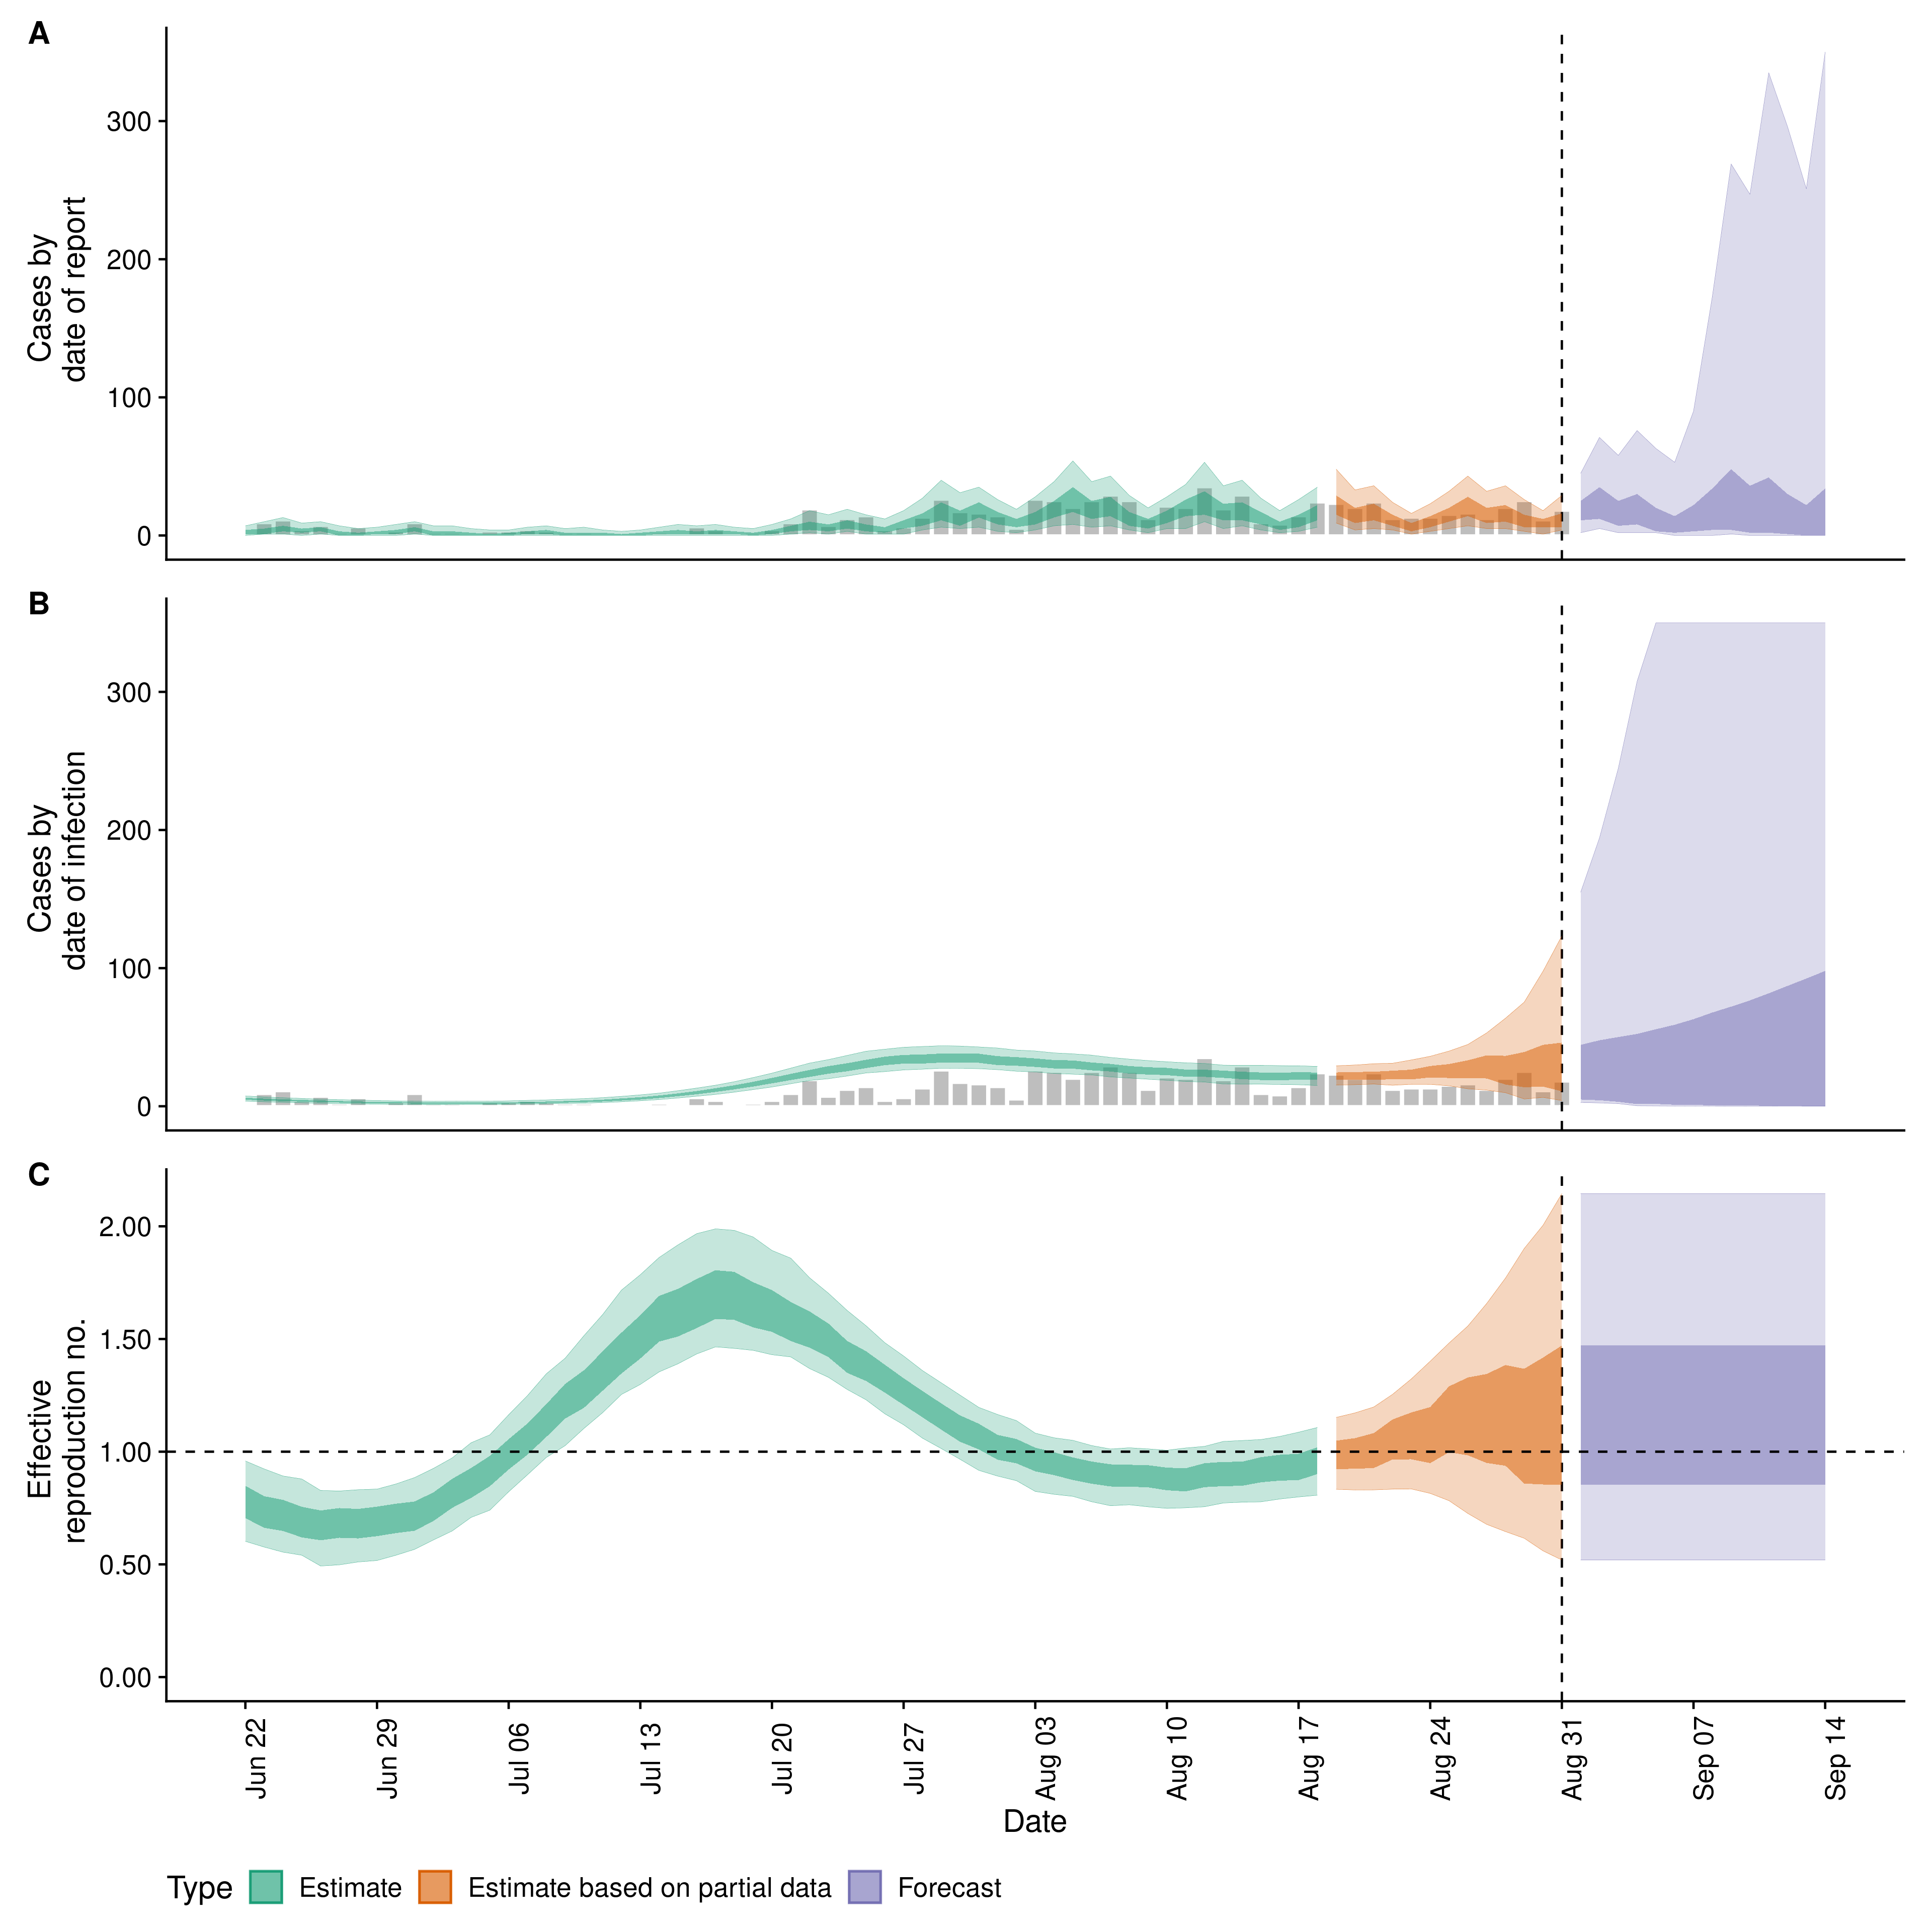 A
Cases by
date of report
300
200
100
0
B
Cases by
date of infection
300
200
100
0
C
Effective
reproduction no.
2.00
1.50
1.00
0.50
0.00
Jun 22
Jun 29
Jul 06
Jul 13
Jul 20
Jul 27
Aug 03
Aug 10
Aug 17
Aug 24
Aug 31
Sep 07
Sep 14
Date
Type Estimate Estimate based on partial data Forecast